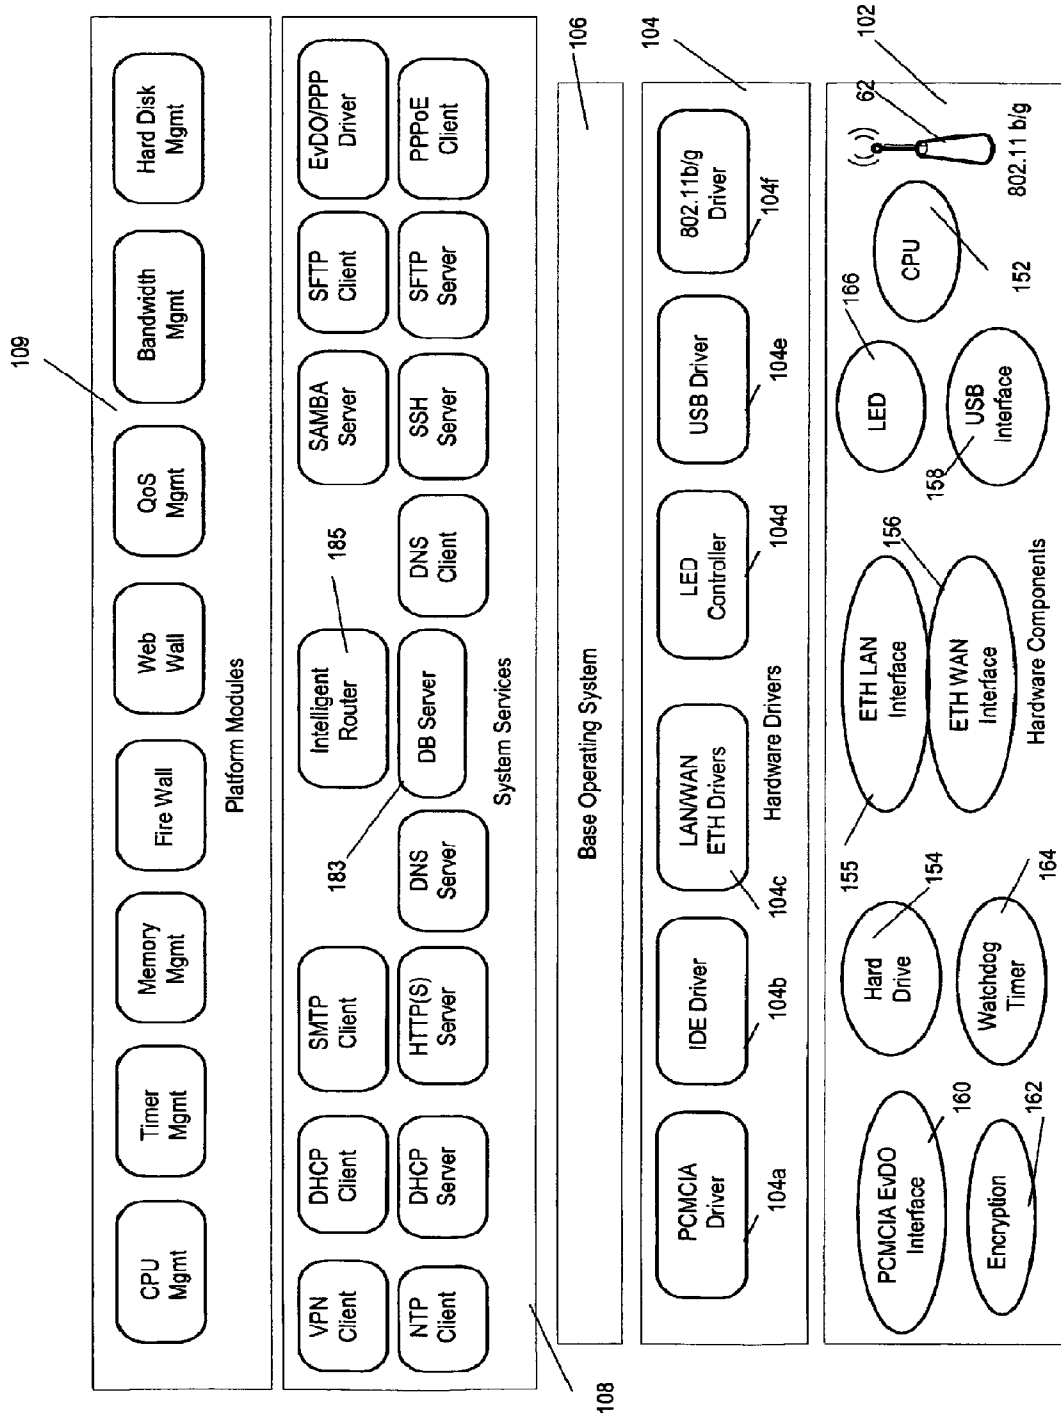 109
CPU
Mgmt
Timer
Mgmt
Memory
Mgmt
Fire Wall
Web
Wall
QoS
Mgmt
Bandwidth
Mgmt
Hard Disk
Mgmt
Platform Modules
VPN
Client
DHCP
Client
SMTP
Client
183
Intelligent
Router
185
SAMBA
Server
SFTP
Client
EvDO/PPP
Driver
NTP
Client
DHCP
Server
HTTP(S)
Server
DNS
Server
DB Server
DNS
Client
SSH
Server
SFTP
Server
PPPoE
Client
System Services
108
Base Operating System
106
104
PCMCIA
Driver
IDE Driver
LAN/WAN
ETH Drivers
LED
Controller
USB Driver
802.11b/g
Driver
104a
104b
104c
104d
104e
104f
Hardware Drivers
PCMCIA EvDO
Interface
160
Hard
Drive
154
155
ETH LAN
Interface
156
LED
166
CPU
152
62
102
Encryption
162
Watchdog
Timer
164
ETH WAN
Interface
158
USB
Interface
802.11 b/g
Hardware Components